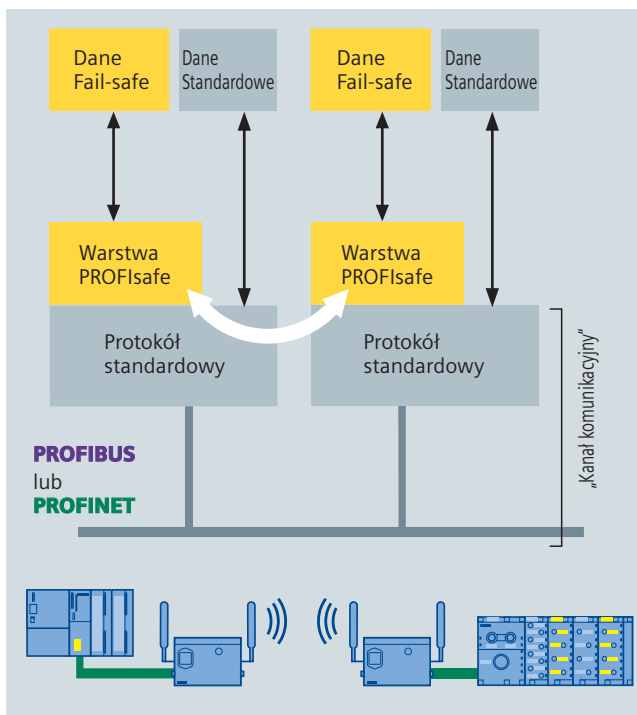 Dane
Fail-safe
Dane
Standardowe
Dane
Fail-safe
Dane
Standardowe
Warstwa
PROFIsafe
Warstwa
PROFIsafe
Protokół
standardowy
Protokół
standardowy
„Kanał komunikacyjny”
PROFIBUS
lub
PROFINET